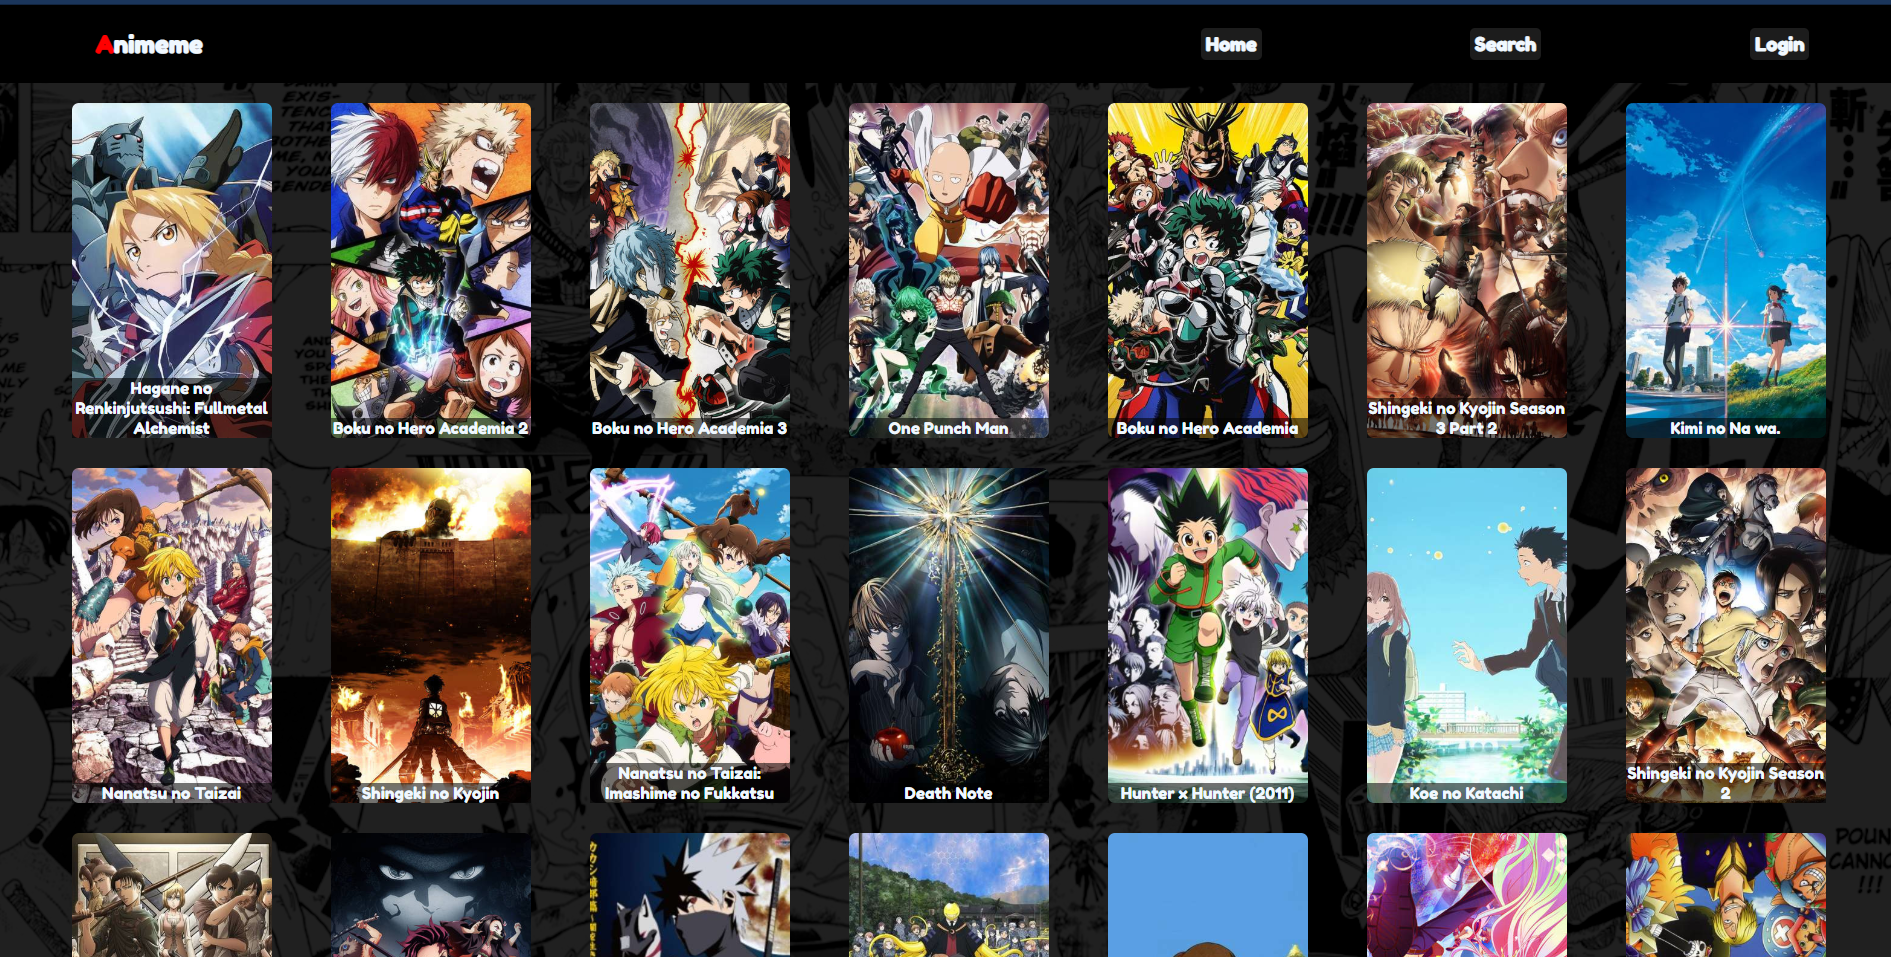 Animeme
Home
Search
Login
EXIS-
THAT
Hagane no
Renkinjutsushi: Fullmetal
Alchemist
Boku no Hero Academia 2
Boku no Hero Academia 3
One Punch Man
Boku no Hero Academia
Shingeki no Kyojin Season
3 Part 2
Kimi no Na wa.
Nanatsu no Taizai
Shingeki no Kyojin
Nanatsu no Taizai:
Imashime no Fukkatsu
Death Note
Hunter x Hunter (2011)
Koe no Katachi
Shingeki no Kyojin Season
2
!!!